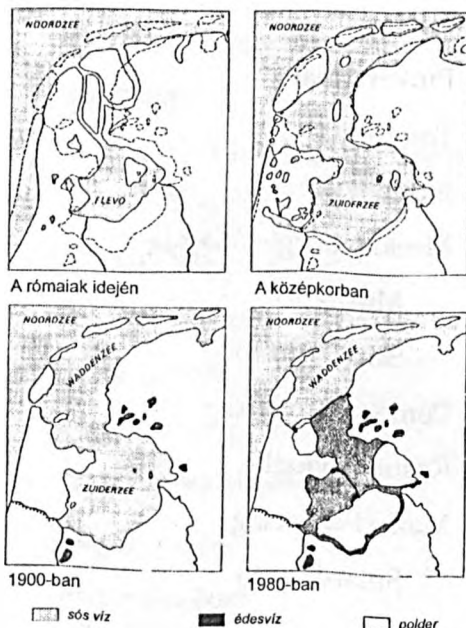 NOORDZEE
FLEVO
A rómaiak idején
NOORDZEE
ZUIDERZEE
A középkorban
NOORDZEE
WADDENZEE
ZUIDERZEE
1900-ban
NOORDZEE
WADDENZEE
1980-ban
sós víz
édesvíz
polder